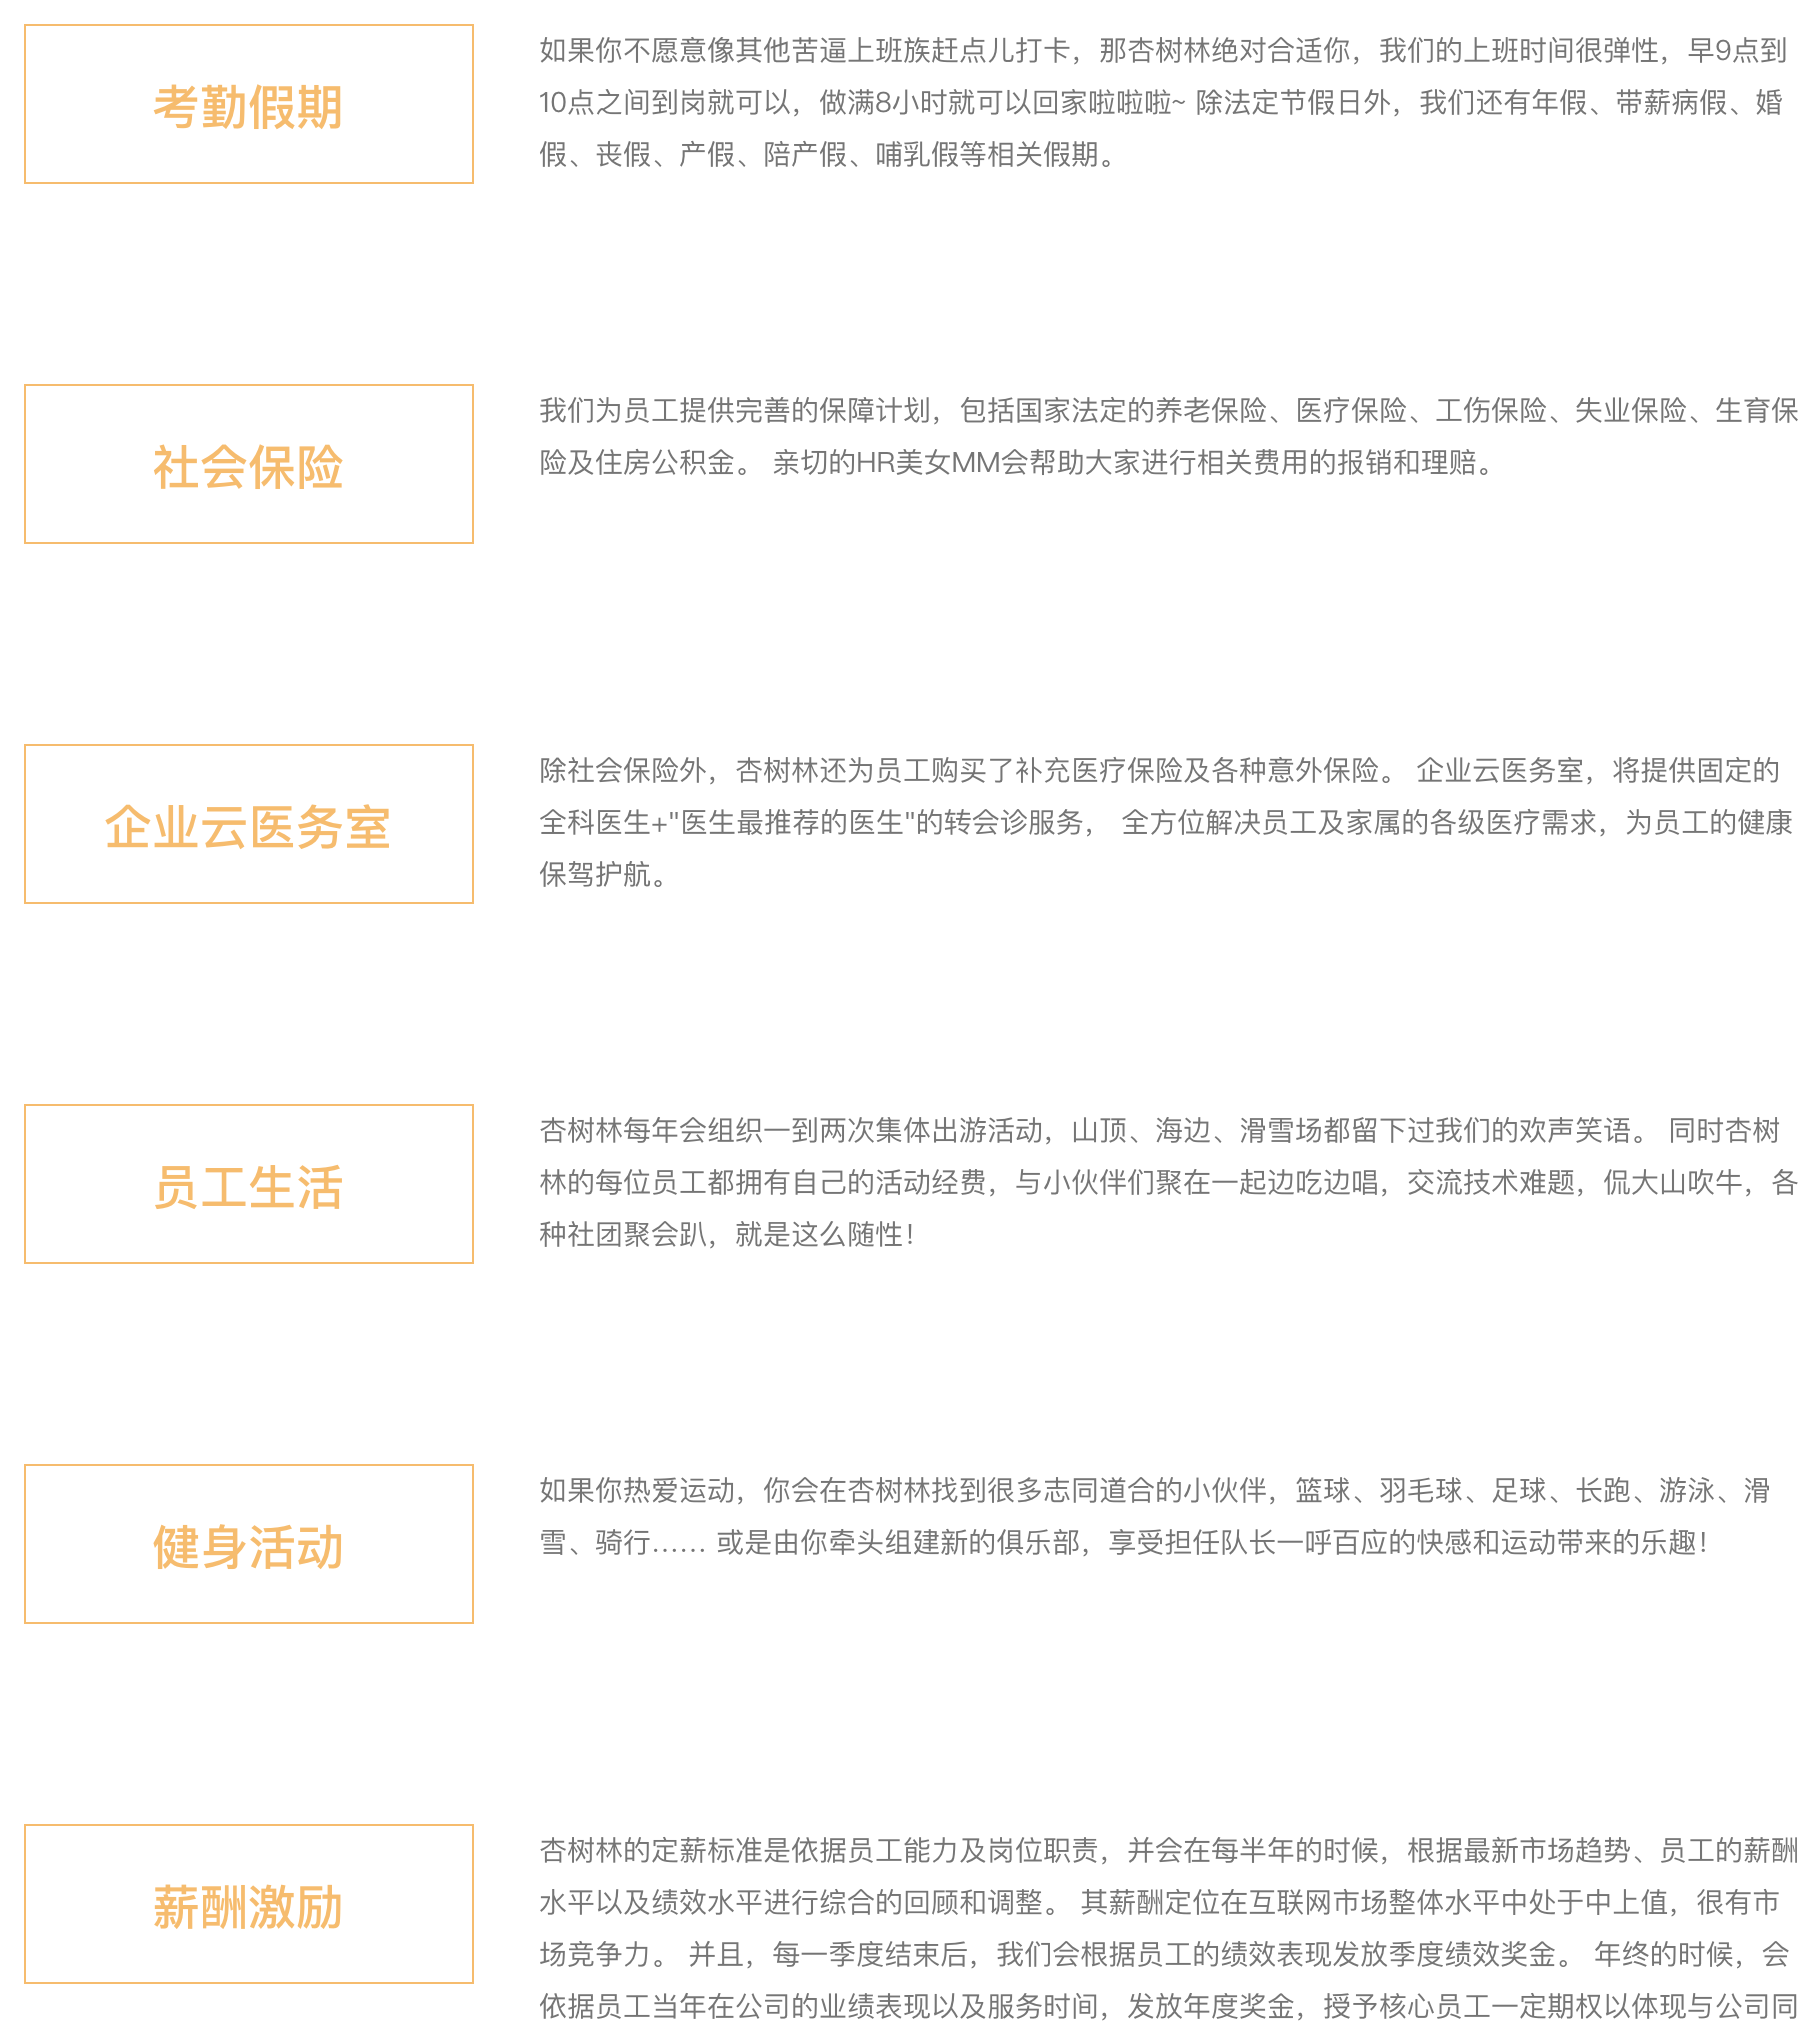 考勤假期
如果你不愿意像其他苦逼上班族赶点儿打卡，那杏树林绝对合适你，我们的上班时间很弹性，早9点到
10点之间到岗就可以，做满8小时就可以回家啦啦啦~ 除法定节假日外，我们还有年假、带薪病假、婚
假、丧假、产假、陪产假、哺乳假等相关假期。
社会保险
我们为员工提供完善的保障计划，包括国家法定的养老保险、医疗保险、工伤保险、失业保险、生育保
险及住房公积金。 亲切的HR美女MM会帮助大家进行相关费用的报销和理赔。
企业云医务室
除社会保险外，杏树林还为员工购买了补充医疗保险及各种意外保险。 企业云医务室，将提供固定的
全科医生+"医生最推荐的医生"的转会诊服务， 全方位解决员工及家属的各级医疗需求，为员工的健康
保驾护航。
员工生活
杏树林每年会组织一到两次集体出游活动，山顶、海边、滑雪场都留下过我们的欢声笑语。 同时杏树
林的每位员工都拥有自己的活动经费，与小伙伴们聚在一起边吃边唱，交流技术难题，侃大山吹牛，各
种社团聚会趴，就是这么随性！
健身活动
如果你热爱运动，你会在杏树林找到很多志同道合的小伙伴，篮球、羽毛球、足球、长跑、游泳、滑
雪、骑行…… 或是由你牵头组建新的俱乐部，享受担任队长一呼百应的快感和运动带来的乐趣！
薪酬激励
杏树林的定薪标准是依据员工能力及岗位职责，并会在每半年的时候，根据最新市场趋势、员工的薪酬
水平以及绩效水平进行综合的回顾和调整。 其薪酬定位在互联网市场整体水平中处于中上值，很有市
场竞争力。 并且，每一季度结束后，我们会根据员工的绩效表现发放季度绩效奖金。 年终的时候，会
依据员工当年在公司的业绩表现以及服务时间，发放年度奖金，授予核心员工一定期权以体现与公司同